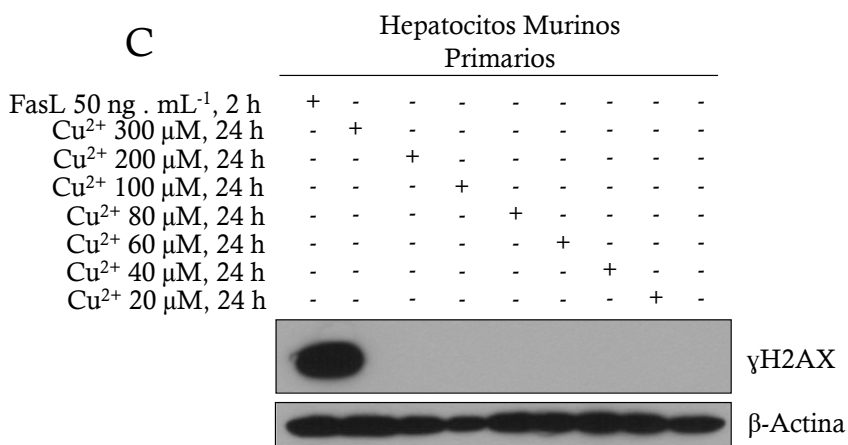 C
Hepatocitos Murinos
Primarios
FasL 50 ng . mL⁻¹, 2 h + - - - - - - - -
Cu²⁺ 300 μM, 24 h - + - - - - - - -
Cu²⁺ 200 μM, 24 h - - + - - - - - -
Cu²⁺ 100 μM, 24 h - - - + - - - - -
Cu²⁺ 80 μM, 24 h - - - - + - - - -
Cu²⁺ 60 μM, 24 h - - - - - + - - -
Cu²⁺ 40 μM, 24 h - - - - - - + - -
Cu²⁺ 20 μM, 24 h - - - - - - - + -
ɣH2AX
β-Actina